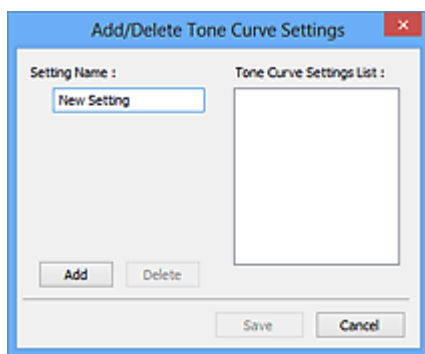 Add/Delete Tone Curve Settings
Setting Name :
Tone Curve Settings List :
New Setting
Add
Delete
Save
Cancel